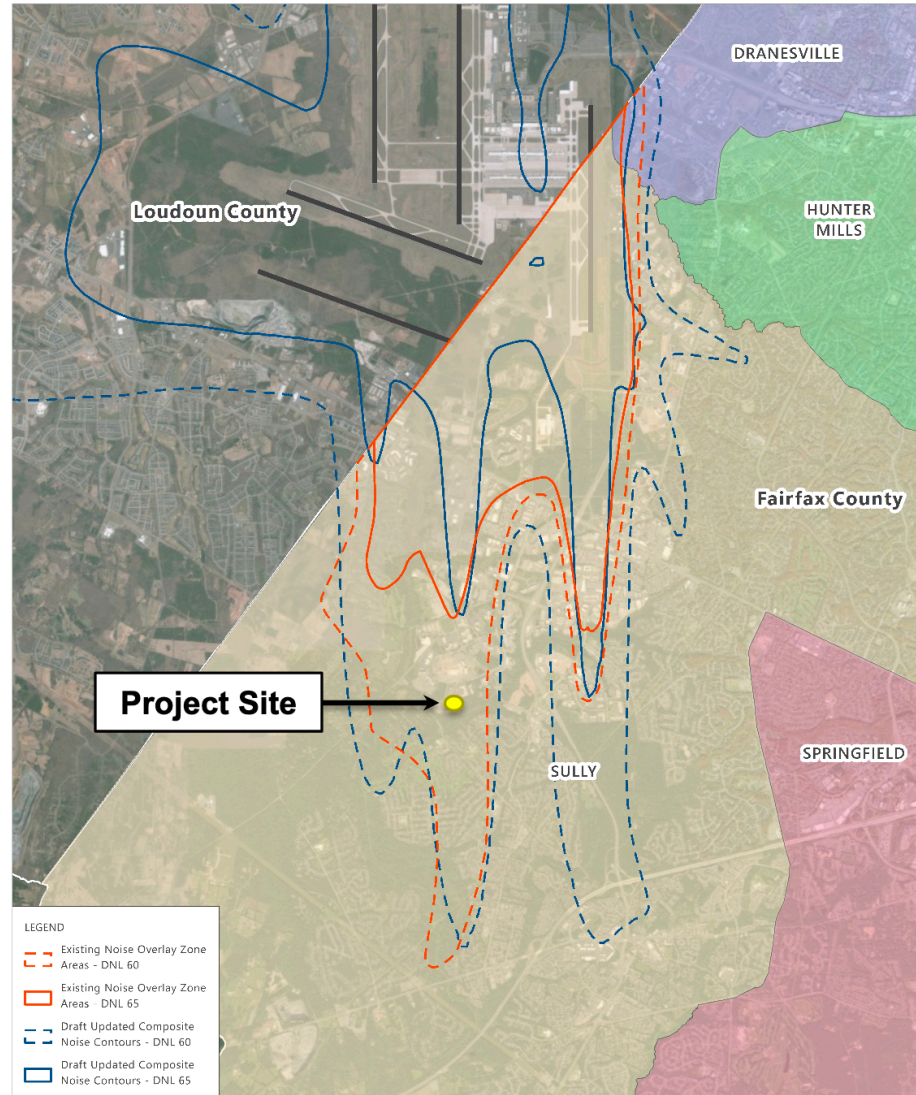 DRANESVILLE
HUNTER
MILLS
Loudoun County
Fairfax County
Project Site
SULLY
SPRINGFIELD
LEGEND
Existing Noise Overlay Zone
Areas - DNL 60
Existing Noise Overlay Zone
Areas - DNL 65
Draft Updated Composite
Noise Contours - DNL 60
Draft Updated Composite
Noise Contours - DNL 65